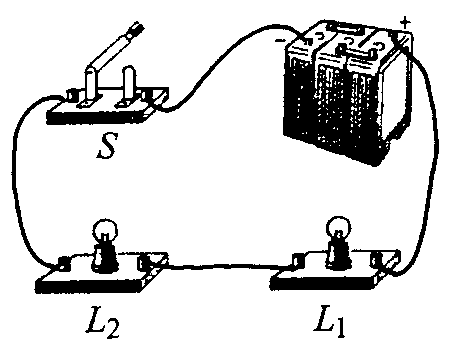 - +
S
L₂ L₁